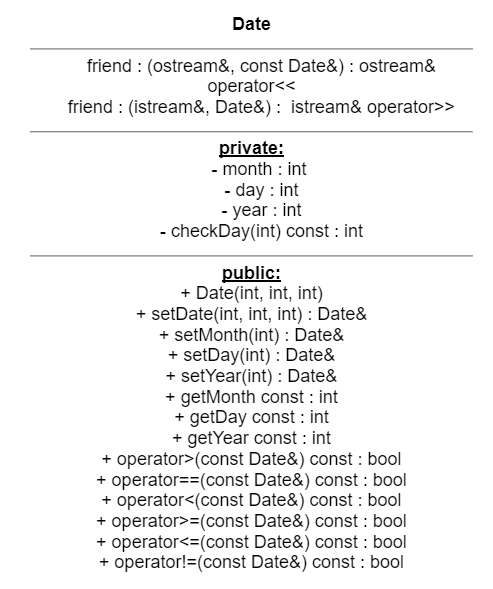 Date
friend : (ostream&, const Date&) : ostream&
operator<<
friend : (istream&, Date&) : istream& operator>>
private:
- month : int
- day : int
- year : int
- checkDay(int) const : int
public:
+ Date(int, int, int)
+ setDate(int, int, int) : Date&
+ setMonth(int) : Date&
+ setDay(int) : Date&
+ setYear(int) : Date&
+ getMonth const : int
+ getDay const : int
+ getYear const : int
+ operator>(const Date&) const : bool
+ operator==(const Date&) const : bool
+ operator<(const Date&) const : bool
+ operator>=(const Date&) const : bool
+ operator<=(const Date&) const : bool
+ operator!=(const Date&) const : bool